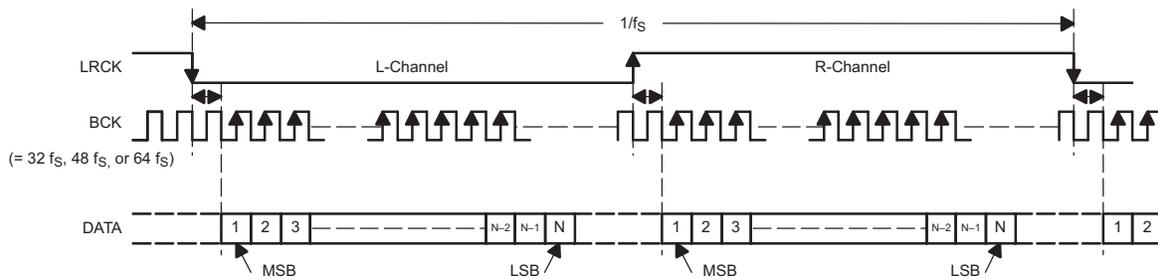 1/fS
LRCK
L-Channel
R-Channel
BCK
(= 32 fS, 48 fS, or 64 fS)
DATA
1 2 3 N–2 N–1 N 1 2 3 N–2 N–1 N 1 2
MSB LSB MSB LSB